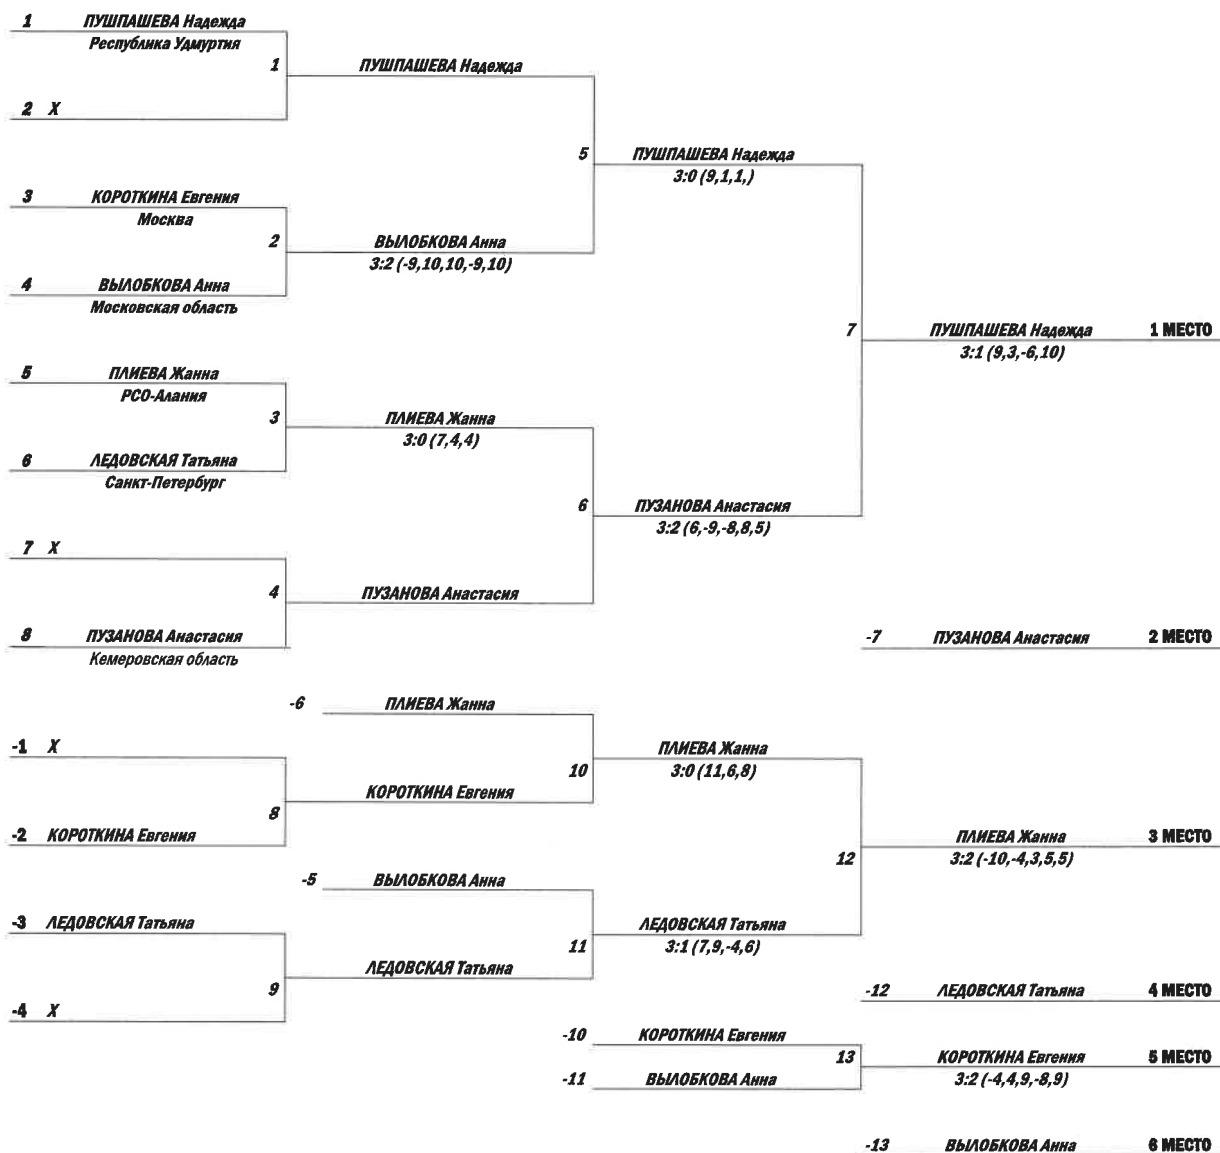 1 ПУШПАШЕВА Надежда
Республика Удмуртия
1 ПУШПАШЕВА Надежда
2 X
5 ПУШПАШЕВА Надежда
3:0 (9,1,1,)
3 КОРОТКИНА Евгения
Москва
2 ВЫЛОБКОВА Анна
3:2 (-9,10,10,-9,10)
4 ВЫЛОБКОВА Анна
Московская область
7 ПУШПАШЕВА Надежда 1 МЕСТО
3:1 (9,3,-6,10)
5 ПЛИЕВА Жанна
РСО-Алания
3 ПЛИЕВА Жанна
3:0 (7,4,4)
6 ЛЕДОВСКАЯ Татьяна
Санкт-Петербург
6 ПУЗАНОВА Анастасия
3:2 (6,-9,-8,8,5)
7 X
4 ПУЗАНОВА Анастасия
8 ПУЗАНОВА Анастасия
Кемеровская область
-7 ПУЗАНОВА Анастасия 2 МЕСТО
-6 ПЛИЕВА Жанна
-1 X
10 ПЛИЕВА Жанна
3:0 (11,6,8)
8 КОРОТКИНА Евгения
-2 КОРОТКИНА Евгения
12 ПЛИЕВА Жанна 3 МЕСТО
3:2 (-10,-4,3,5,5)
-5 ВЫЛОБКОВА Анна
-3 ЛЕДОВСКАЯ Татьяна
11 ЛЕДОВСКАЯ Татьяна
3:1 (7,9,-4,6)
9 ЛЕДОВСКАЯ Татьяна
-4 X
-12 ЛЕДОВСКАЯ Татьяна 4 МЕСТО
-10 КОРОТКИНА Евгения
13 КОРОТКИНА Евгения 5 МЕСТО
3:2 (-4,4,9,-8,9)
-11 ВЫЛОБКОВА Анна
-13 ВЫЛОБКОВА Анна 6 МЕСТО